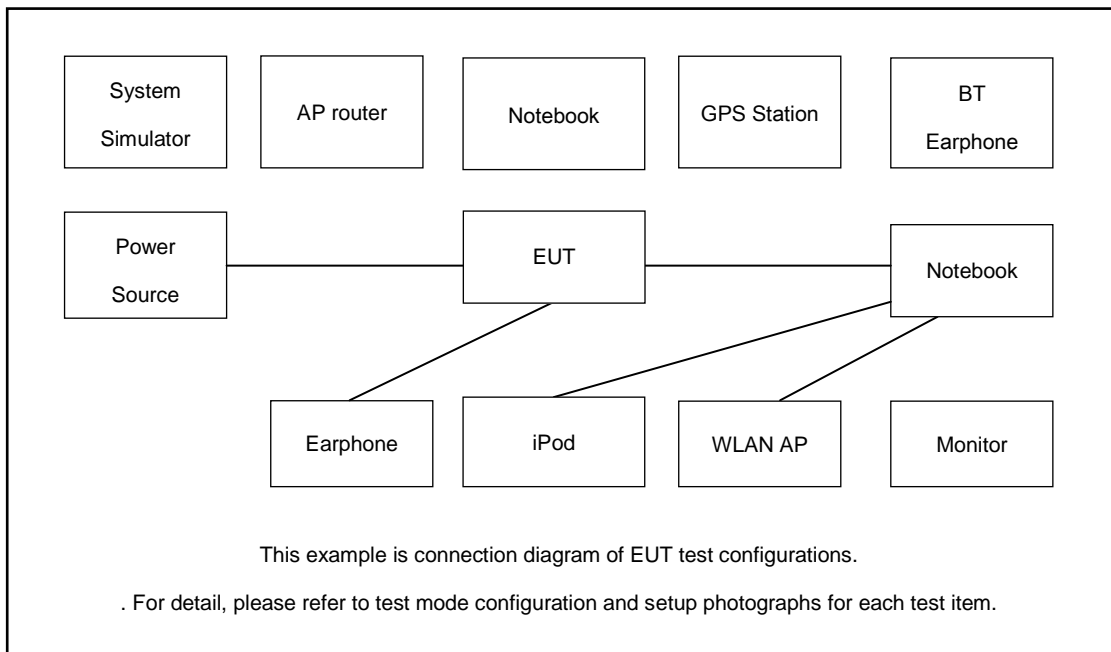 System
Simulator
AP router
Notebook
GPS Station
BT
Earphone
Power
Source
EUT
Notebook
Earphone
iPod
WLAN AP
Monitor
This example is connection diagram of EUT test configurations.
. For detail, please refer to test mode configuration and setup photographs for each test item.